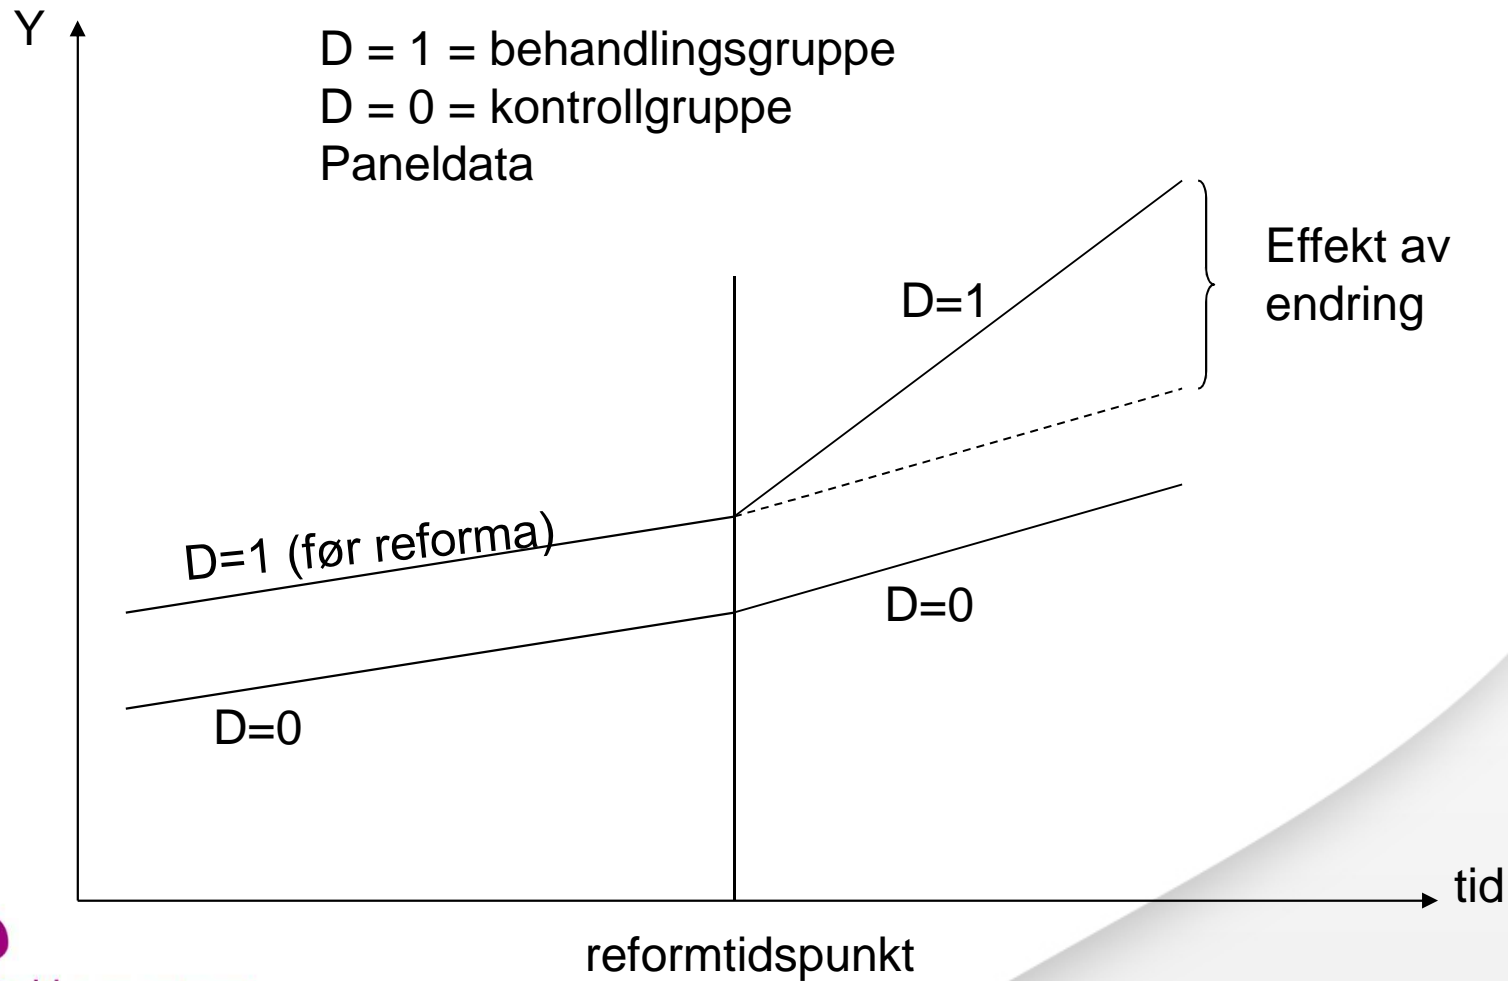 Y
D = 1 = behandlingsgruppe
D = 0 = kontrollgruppe
Paneldata
Effekt av
endring
D=1
D=1 (før reforma)
D=0
D=0
tid
reformtidspunkt